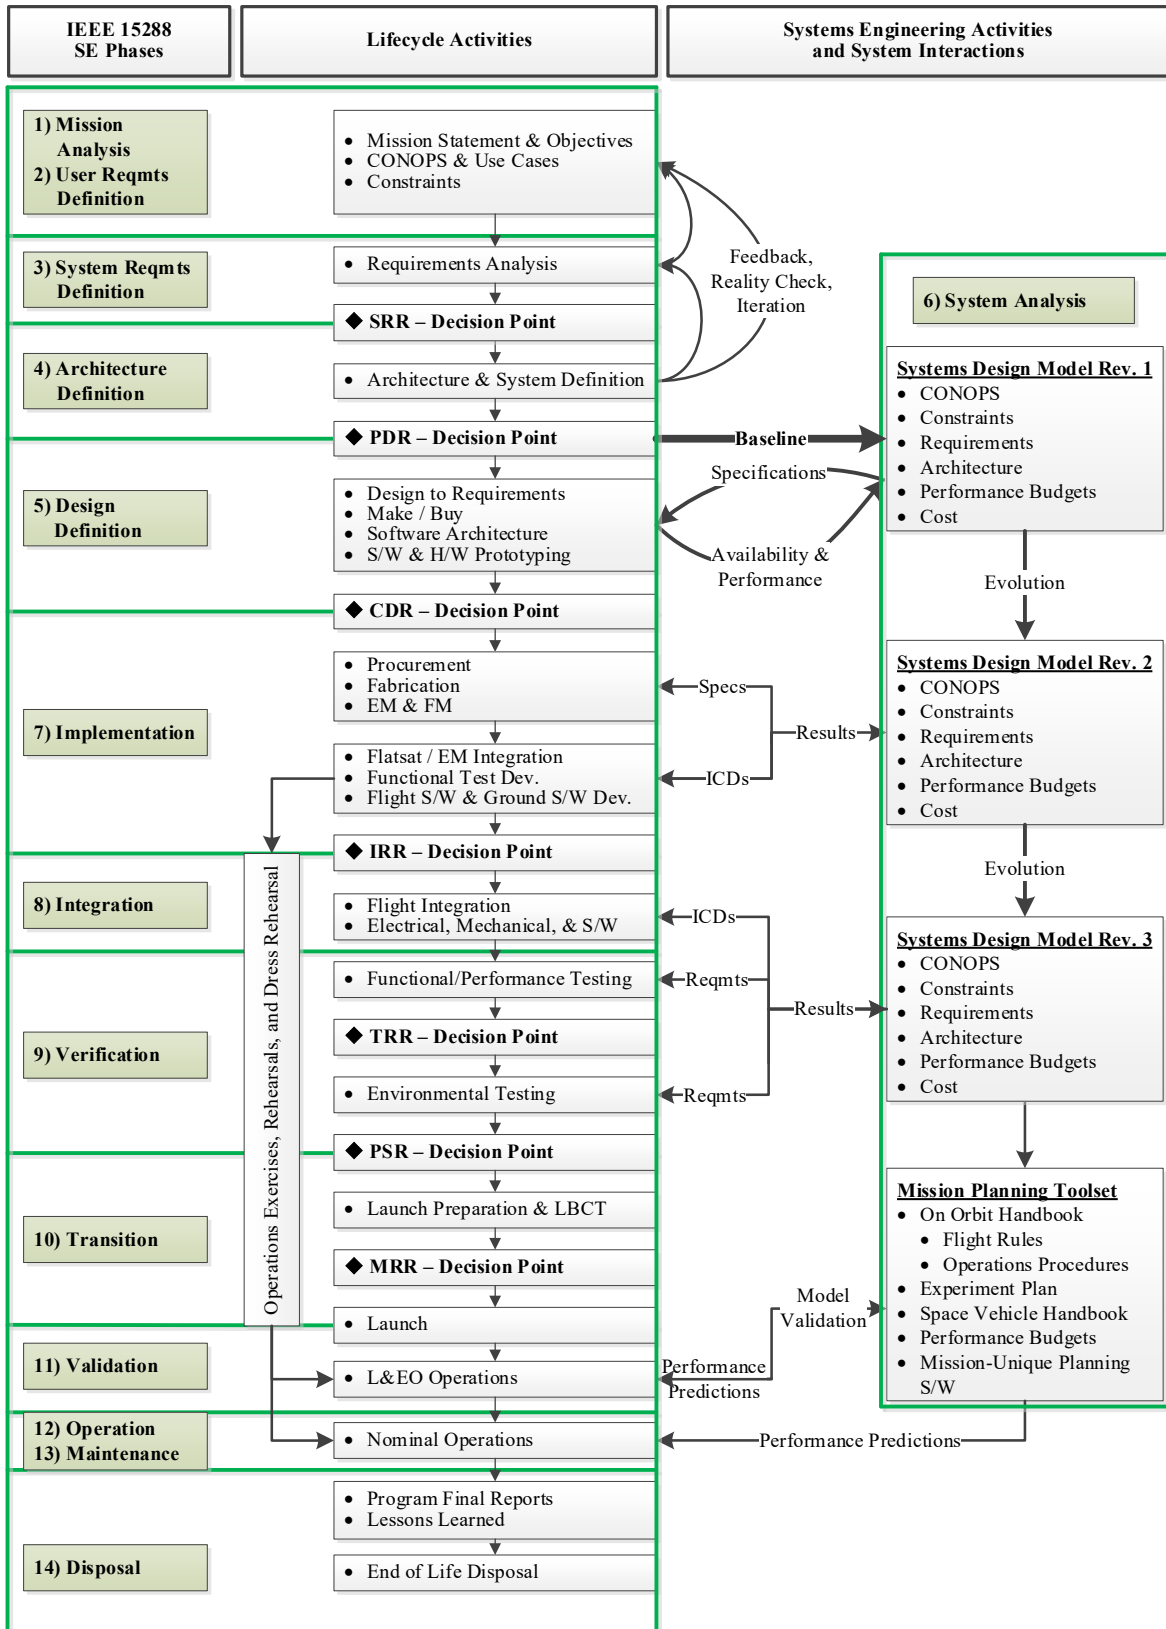 IEEE 15288
SE Phases
Lifecycle Activities
Systems Engineering Activities
and System Interactions
1) Mission
Analysis
2) User Reqmts
Definition
• Mission Statement & Objectives
• CONOPS & Use Cases
• Constraints
3) System Reqmts
Definition
• Requirements Analysis
Feedback,
Reality Check,
Iteration
◆ SRR – Decision Point
4) Architecture
Definition
• Architecture & System Definition
◆ PDR – Decision Point
Baseline
5) Design
Definition
• Design to Requirements
• Make / Buy
• Software Architecture
• S/W & H/W Prototyping
Specifications
Availability &
Performance
◆ CDR – Decision Point
7) Implementation
• Procurement
• Fabrication
• EM & FM
• Flatsat / EM Integration
• Functional Test Dev.
• Flight S/W & Ground S/W Dev.
Specs
ICDs
Results
◆ IRR – Decision Point
Operations Exercises, Rehearsals, and Dress Rehearsal
8) Integration
• Flight Integration
• Electrical, Mechanical, & S/W
ICDs
9) Verification
• Functional/Performance Testing
Reqmts
Results
◆ TRR – Decision Point
• Environmental Testing
Reqmts
◆ PSR – Decision Point
10) Transition
• Launch Preparation & LBCT
◆ MRR – Decision Point
• Launch
11) Validation
• L&EO Operations
Performance
Predictions
Model
Validation
12) Operation
13) Maintenance
• Nominal Operations
Performance Predictions
14) Disposal
• Program Final Reports
• Lessons Learned
• End of Life Disposal
6) System Analysis
Systems Design Model Rev. 1
• CONOPS
• Constraints
• Requirements
• Architecture
• Performance Budgets
• Cost
Evolution
Systems Design Model Rev. 2
• CONOPS
• Constraints
• Requirements
• Architecture
• Performance Budgets
• Cost
Evolution
Systems Design Model Rev. 3
• CONOPS
• Constraints
• Requirements
• Architecture
• Performance Budgets
• Cost
Mission Planning Toolset
• On Orbit Handbook
• Flight Rules
• Operations Procedures
• Experiment Plan
• Space Vehicle Handbook
• Performance Budgets
• Mission-Unique Planning
S/W